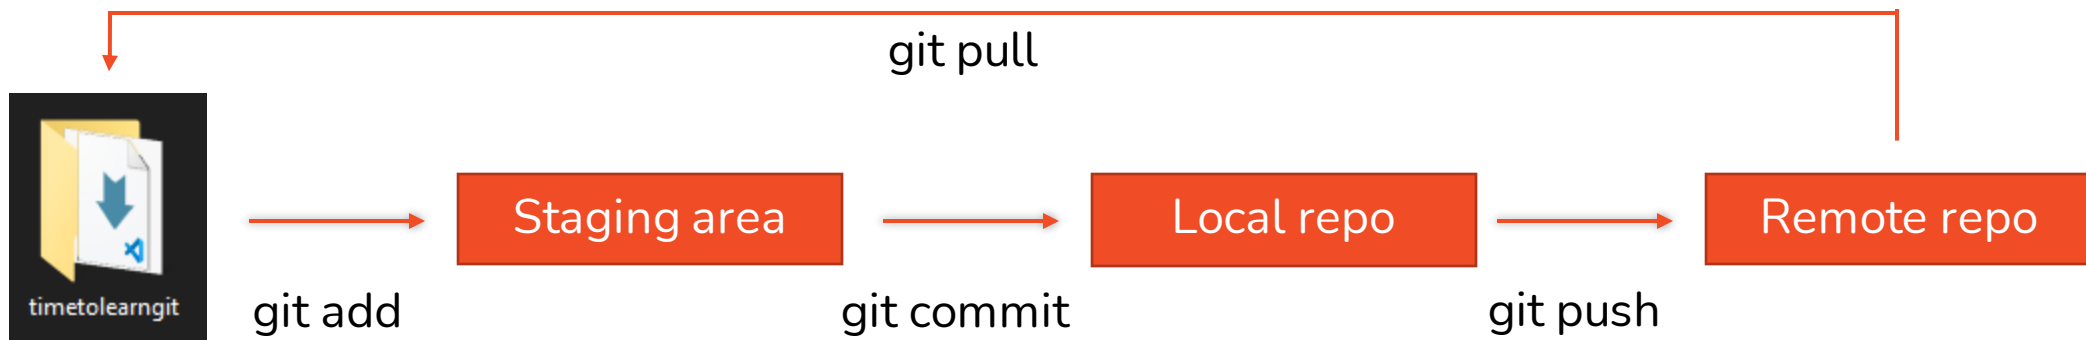 git pull
Staging area
Local repo
Remote repo
timetolearngit
git add
git commit
git push